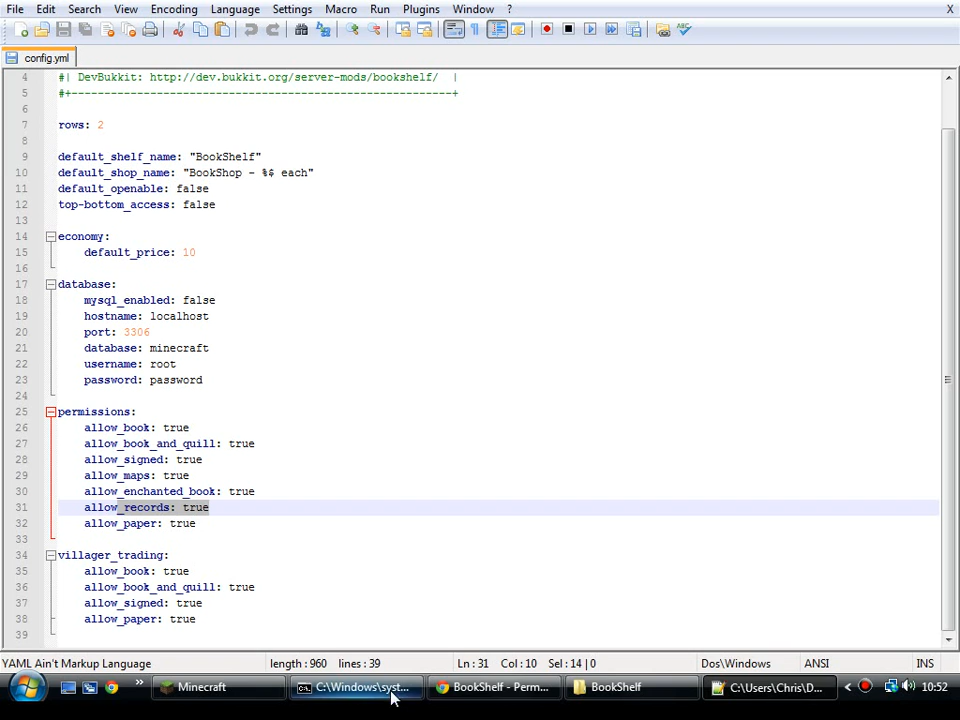 File Edit Search View Encoding Language Settings Macro Run Plugins Window ? X
config.yml
4 #| DevBukkit: http://dev.bukkit.org/server-mods/bookshelf/ |
5 #+----------------------------------------------------------+
6
7 rows: 2
8
9 default_shelf_name: "BookShelf"
10 default_shop_name: "BookShop - %$ each"
11 default_openable: false
12 top-bottom_access: false
13
14 economy:
15 default_price: 10
16
17 database:
18 mysql_enabled: false
19 hostname: localhost
20 port: 3306
21 database: minecraft
22 username: root
23 password: password
24
25 permissions:
26 allow_book: true
27 allow_book_and_quill: true
28 allow_signed: true
29 allow_maps: true
30 allow_enchanted_book: true
31 allow_records: true
32 allow_paper: true
33
34 villager_trading:
35 allow_book: true
36 allow_book_and_quill: true
37 allow_signed: true
38 allow_paper: true
39
YAML Ain't Markup Language length : 960 lines : 39 Ln : 31 Col : 10 Sel : 14 | 0 Dos\Windows ANSI INS
Minecraft C:\Windows\syst... BookShelf - Perm... BookShelf C:\Users\Chris\D... 10:52